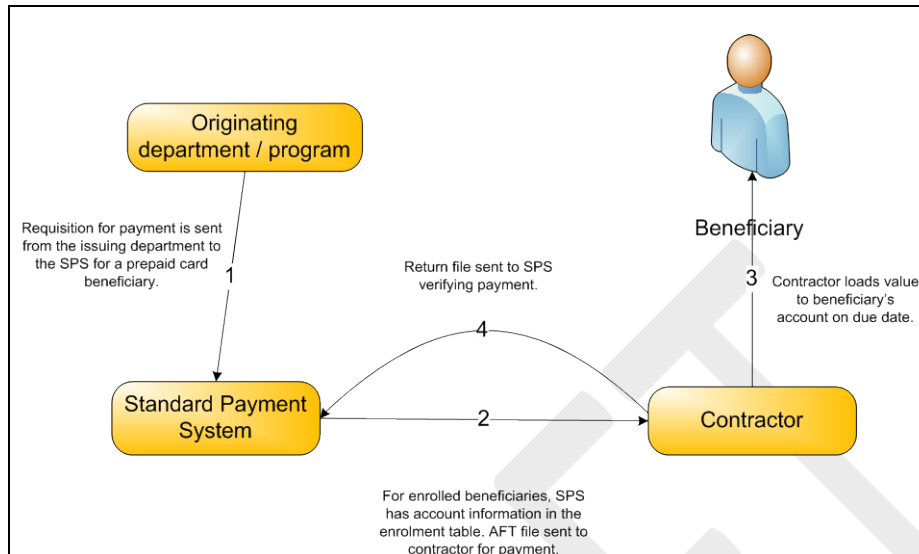 Originating
department / program
Requisition for payment is sent
from the issuing department to
the SPS for a prepaid card
beneficiary.
1
Beneficiary
Return file sent to SPS
verifying payment.
3
Contractor loads value
to beneficiary's
account on due date.
4
Standard Payment
System
2
Contractor
For enrolled beneficiaries, SPS
has account information in the
enrolment table. AFT file sent to
contractor for payment.